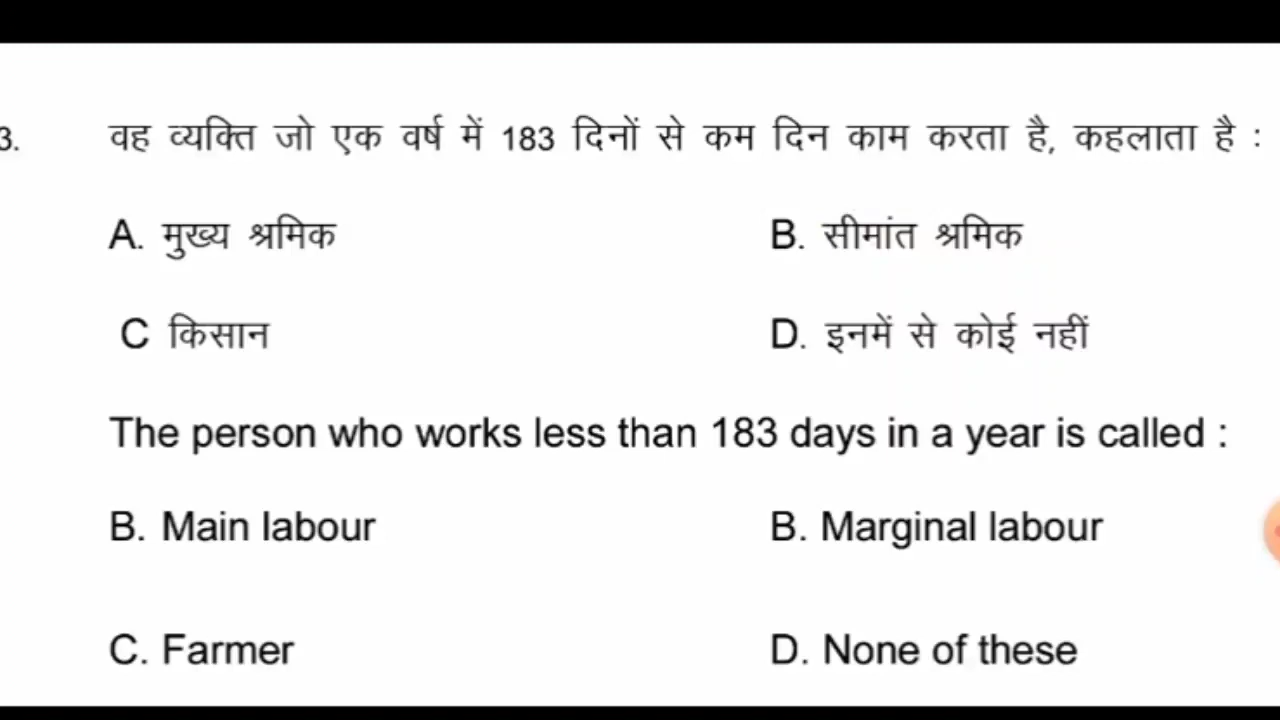 3. वह व्यक्ति जो एक वर्ष में 183 दिनों से कम दिन काम करता है, कहलाता है :
A. मुख्य श्रमिक B. सीमांत श्रमिक
C किसान D. इनमें से कोई नहीं
The person who works less than 183 days in a year is called :
B. Main labour B. Marginal labour
C. Farmer D. None of these